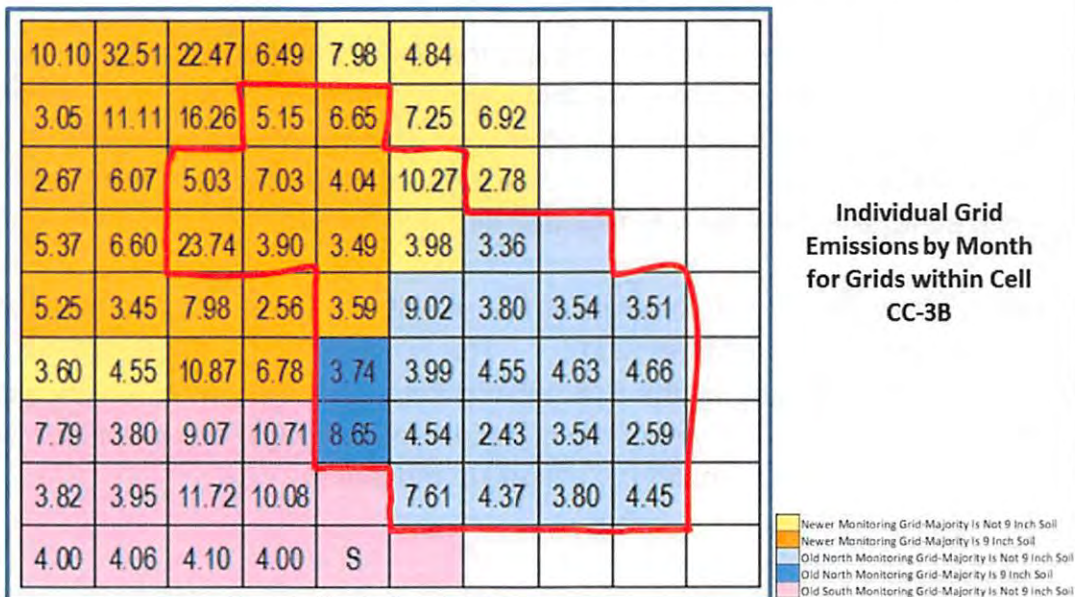 10.10 32.51 22.47 6.49 7.98 4.84
3.05 11.11 16.26 5.15 6.65 7.25 6.92
2.67 6.07 5.03 7.03 4.04 10.27 2.78
5.37 6.60 23.74 3.90 3.49 3.98 3.36
5.25 3.45 7.98 2.56 3.59 9.02 3.80 3.54 3.51
3.60 4.55 10.87 6.78 3.74 3.99 4.55 4.63 4.66
7.79 3.80 9.07 10.71 8.65 4.54 2.43 3.54 2.59
3.82 3.95 11.72 10.08 7.61 4.37 3.80 4.45
4.00 4.06 4.10 4.00 S
Individual Grid
Emissions by Month
for Grids within Cell
CC-3B
Newer Monitoring Grid-Majority Is Not 9 Inch Soil
Newer Monitoring Grid-Majority Is 9 Inch Soil
Old North Monitoring Grid-Majority Is Not 9 Inch Soil
Old North Monitoring Grid-Majority Is 9 Inch Soil
Old South Monitoring Grid-Majority Is Not 9 Inch Soil